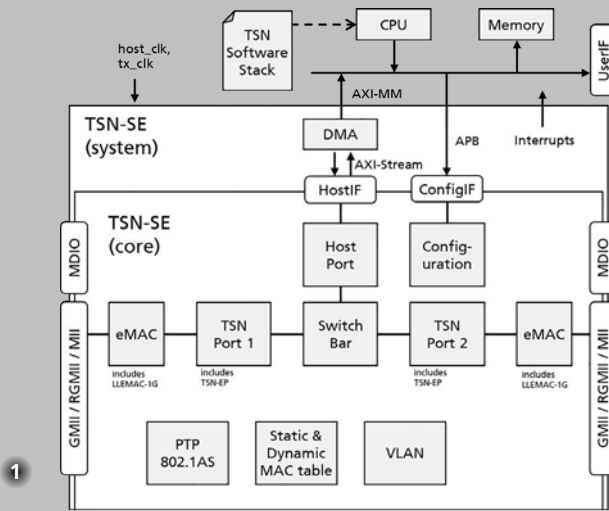 TSN
Software
Stack
CPU
Memory
UserIF
host_clk,
tx_clk
AXI-MM
TSN-SE
(system)
DMA
APB
Interrupts
AXI-Stream
HostIF
ConfigIF
TSN-SE
(core)
MDIO
Host
Port
Config-
uration
MDIO
GMII / RGMII / MII
eMAC
includes
LLEMAC-1G
TSN
Port 1
includes
TSN-EP
Switch
Bar
TSN
Port 2
includes
TSN-EP
eMAC
includes
LLEMAC-1G
GMII / RGMII / MII
PTP
802.1AS
Static &
Dynamic
MAC table
VLAN
1